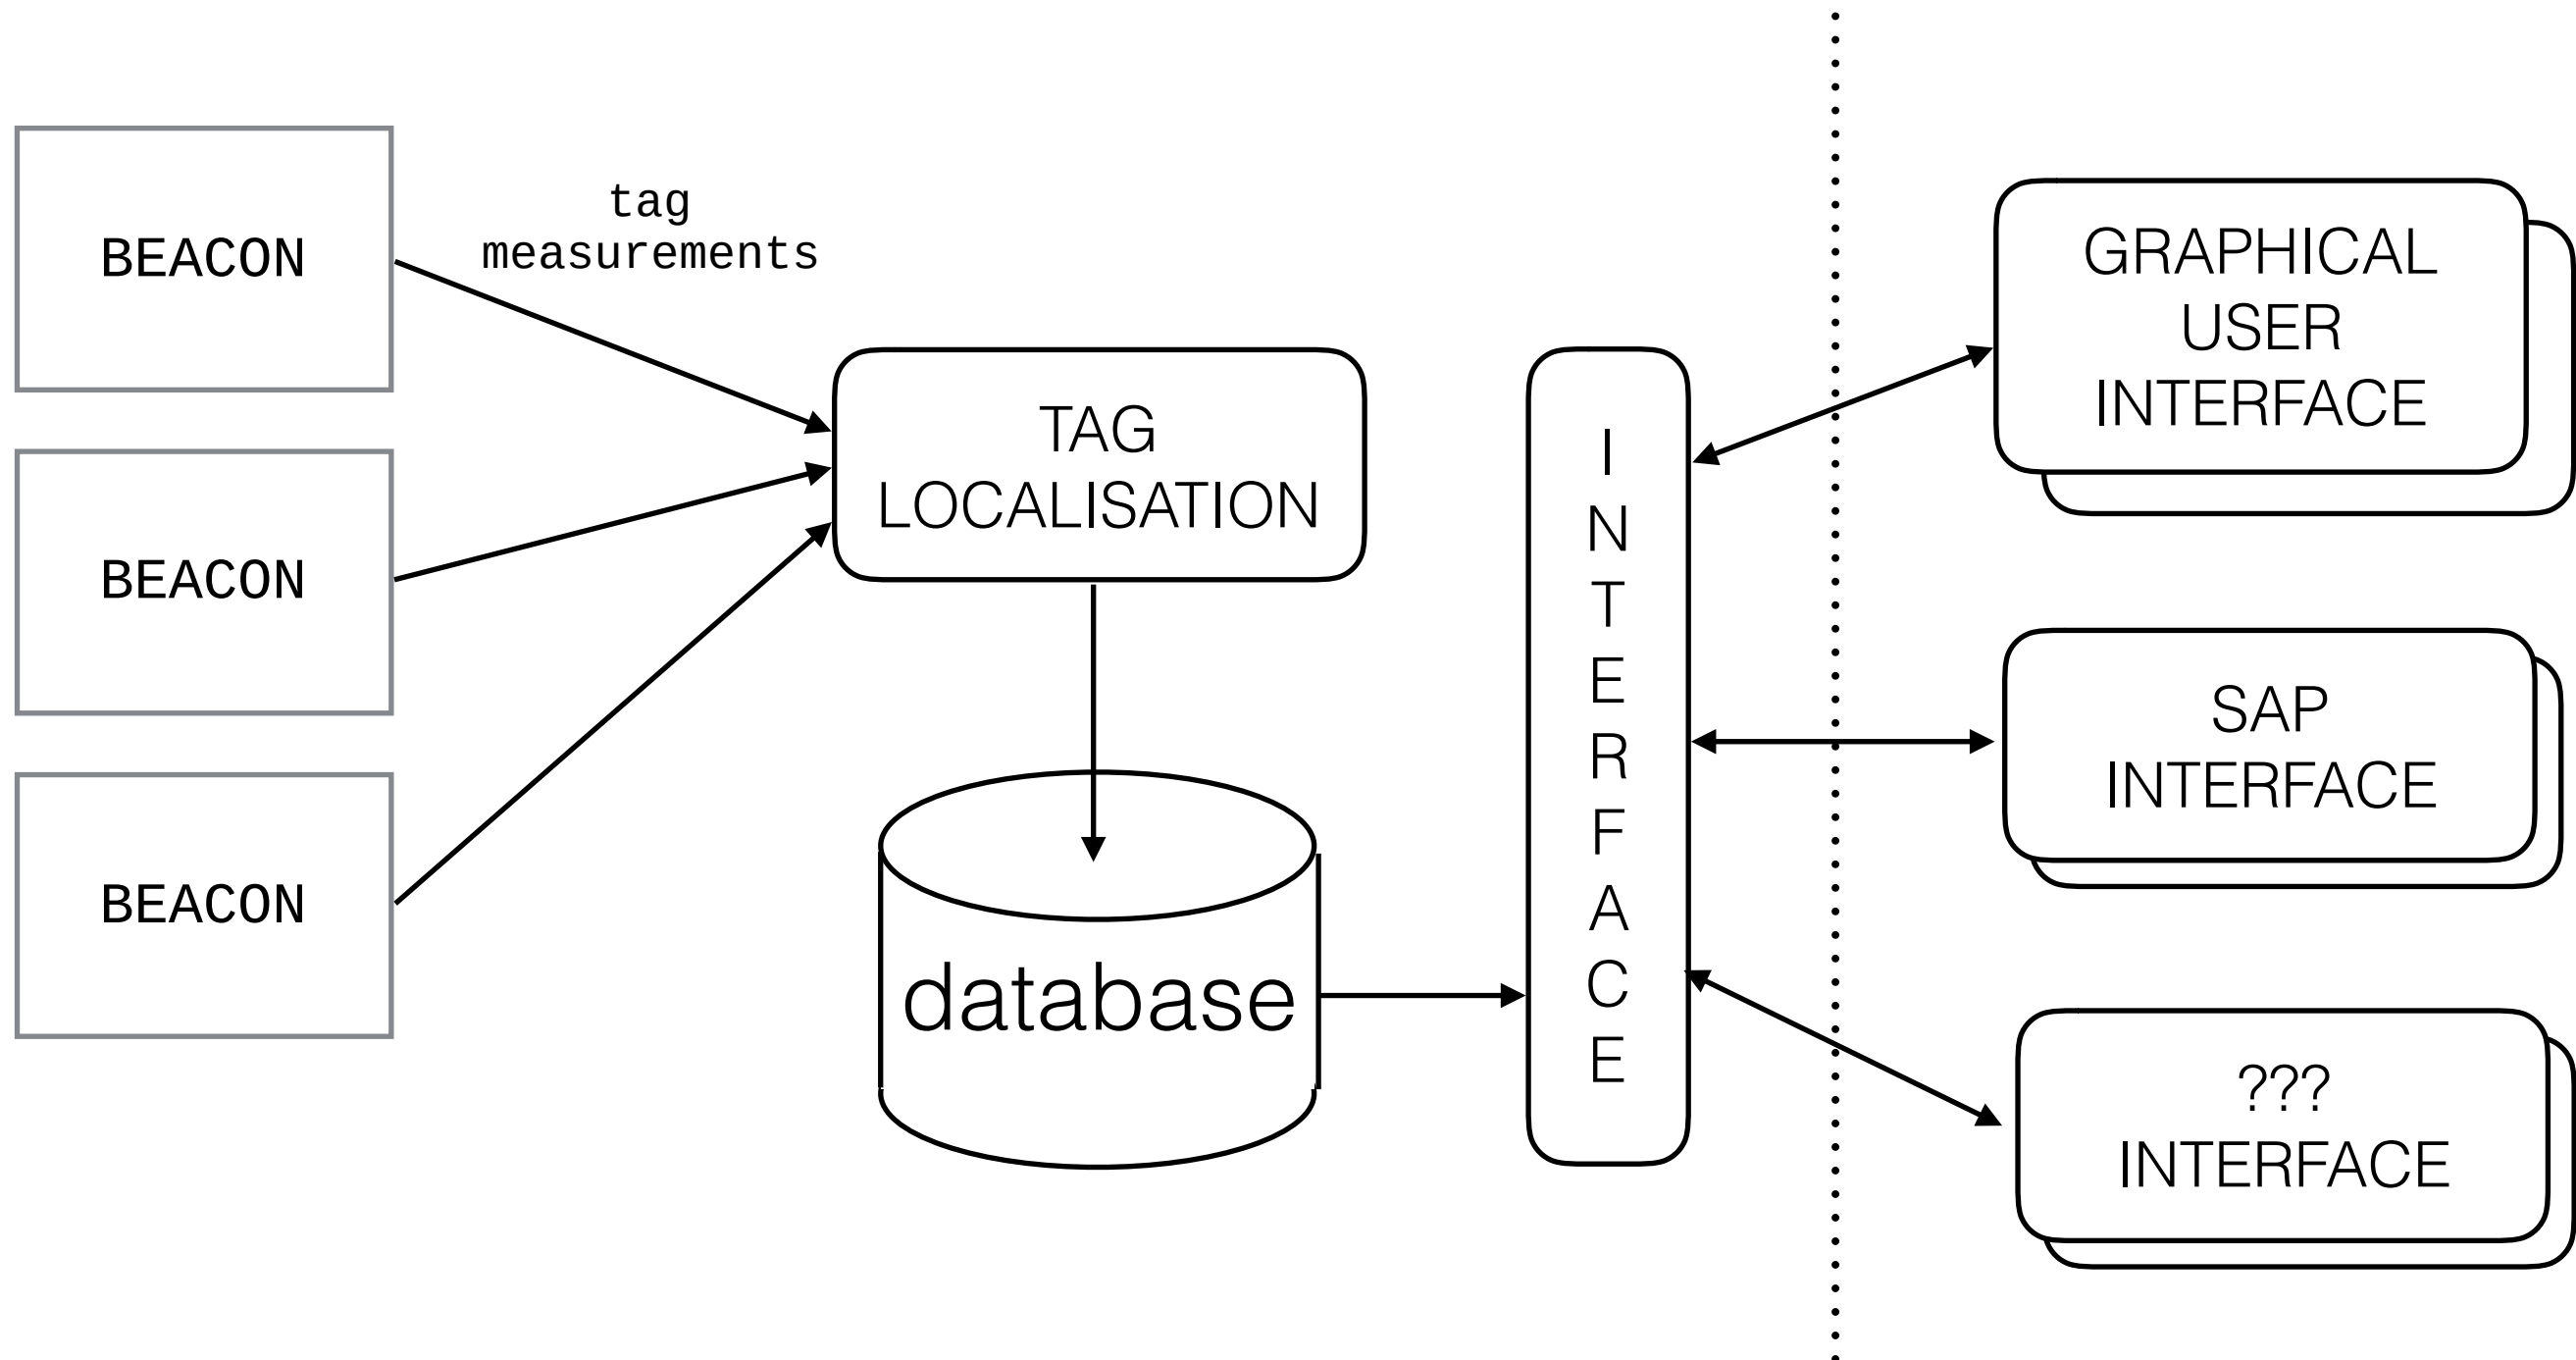 BEACON
tag
measurements
BEACON
BEACON
TAG
LOCALISATION
database
I
N
T
E
R
F
A
C
E
GRAPHICAL
USER
INTERFACE
SAP
INTERFACE
???
INTERFACE